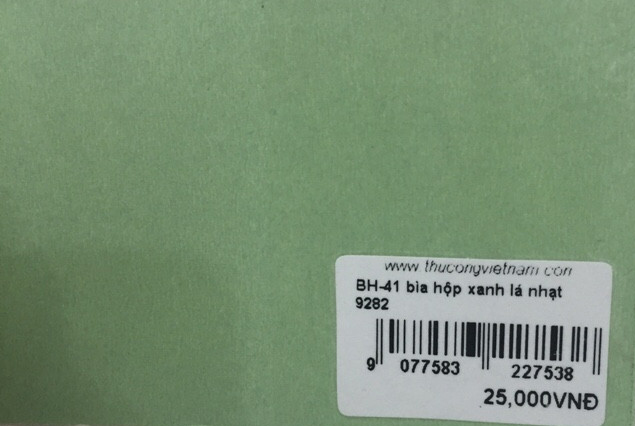 www thucongvietnam com
BH-41 bìa hộp xanh lá nhạt
9282
9 077583 227538
25,000VNĐ